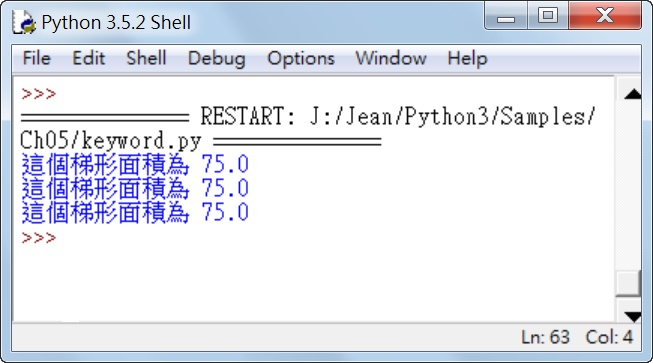 Python 3.5.2 Shell
File Edit Shell Debug Options Window Help
>>>
================ RESTART: J:/Jean/Python3/Samples/
Ch05/keyword.py ================
這個梯形面積為 75.0
這個梯形面積為 75.0
這個梯形面積為 75.0
>>>
Ln: 63 Col: 4